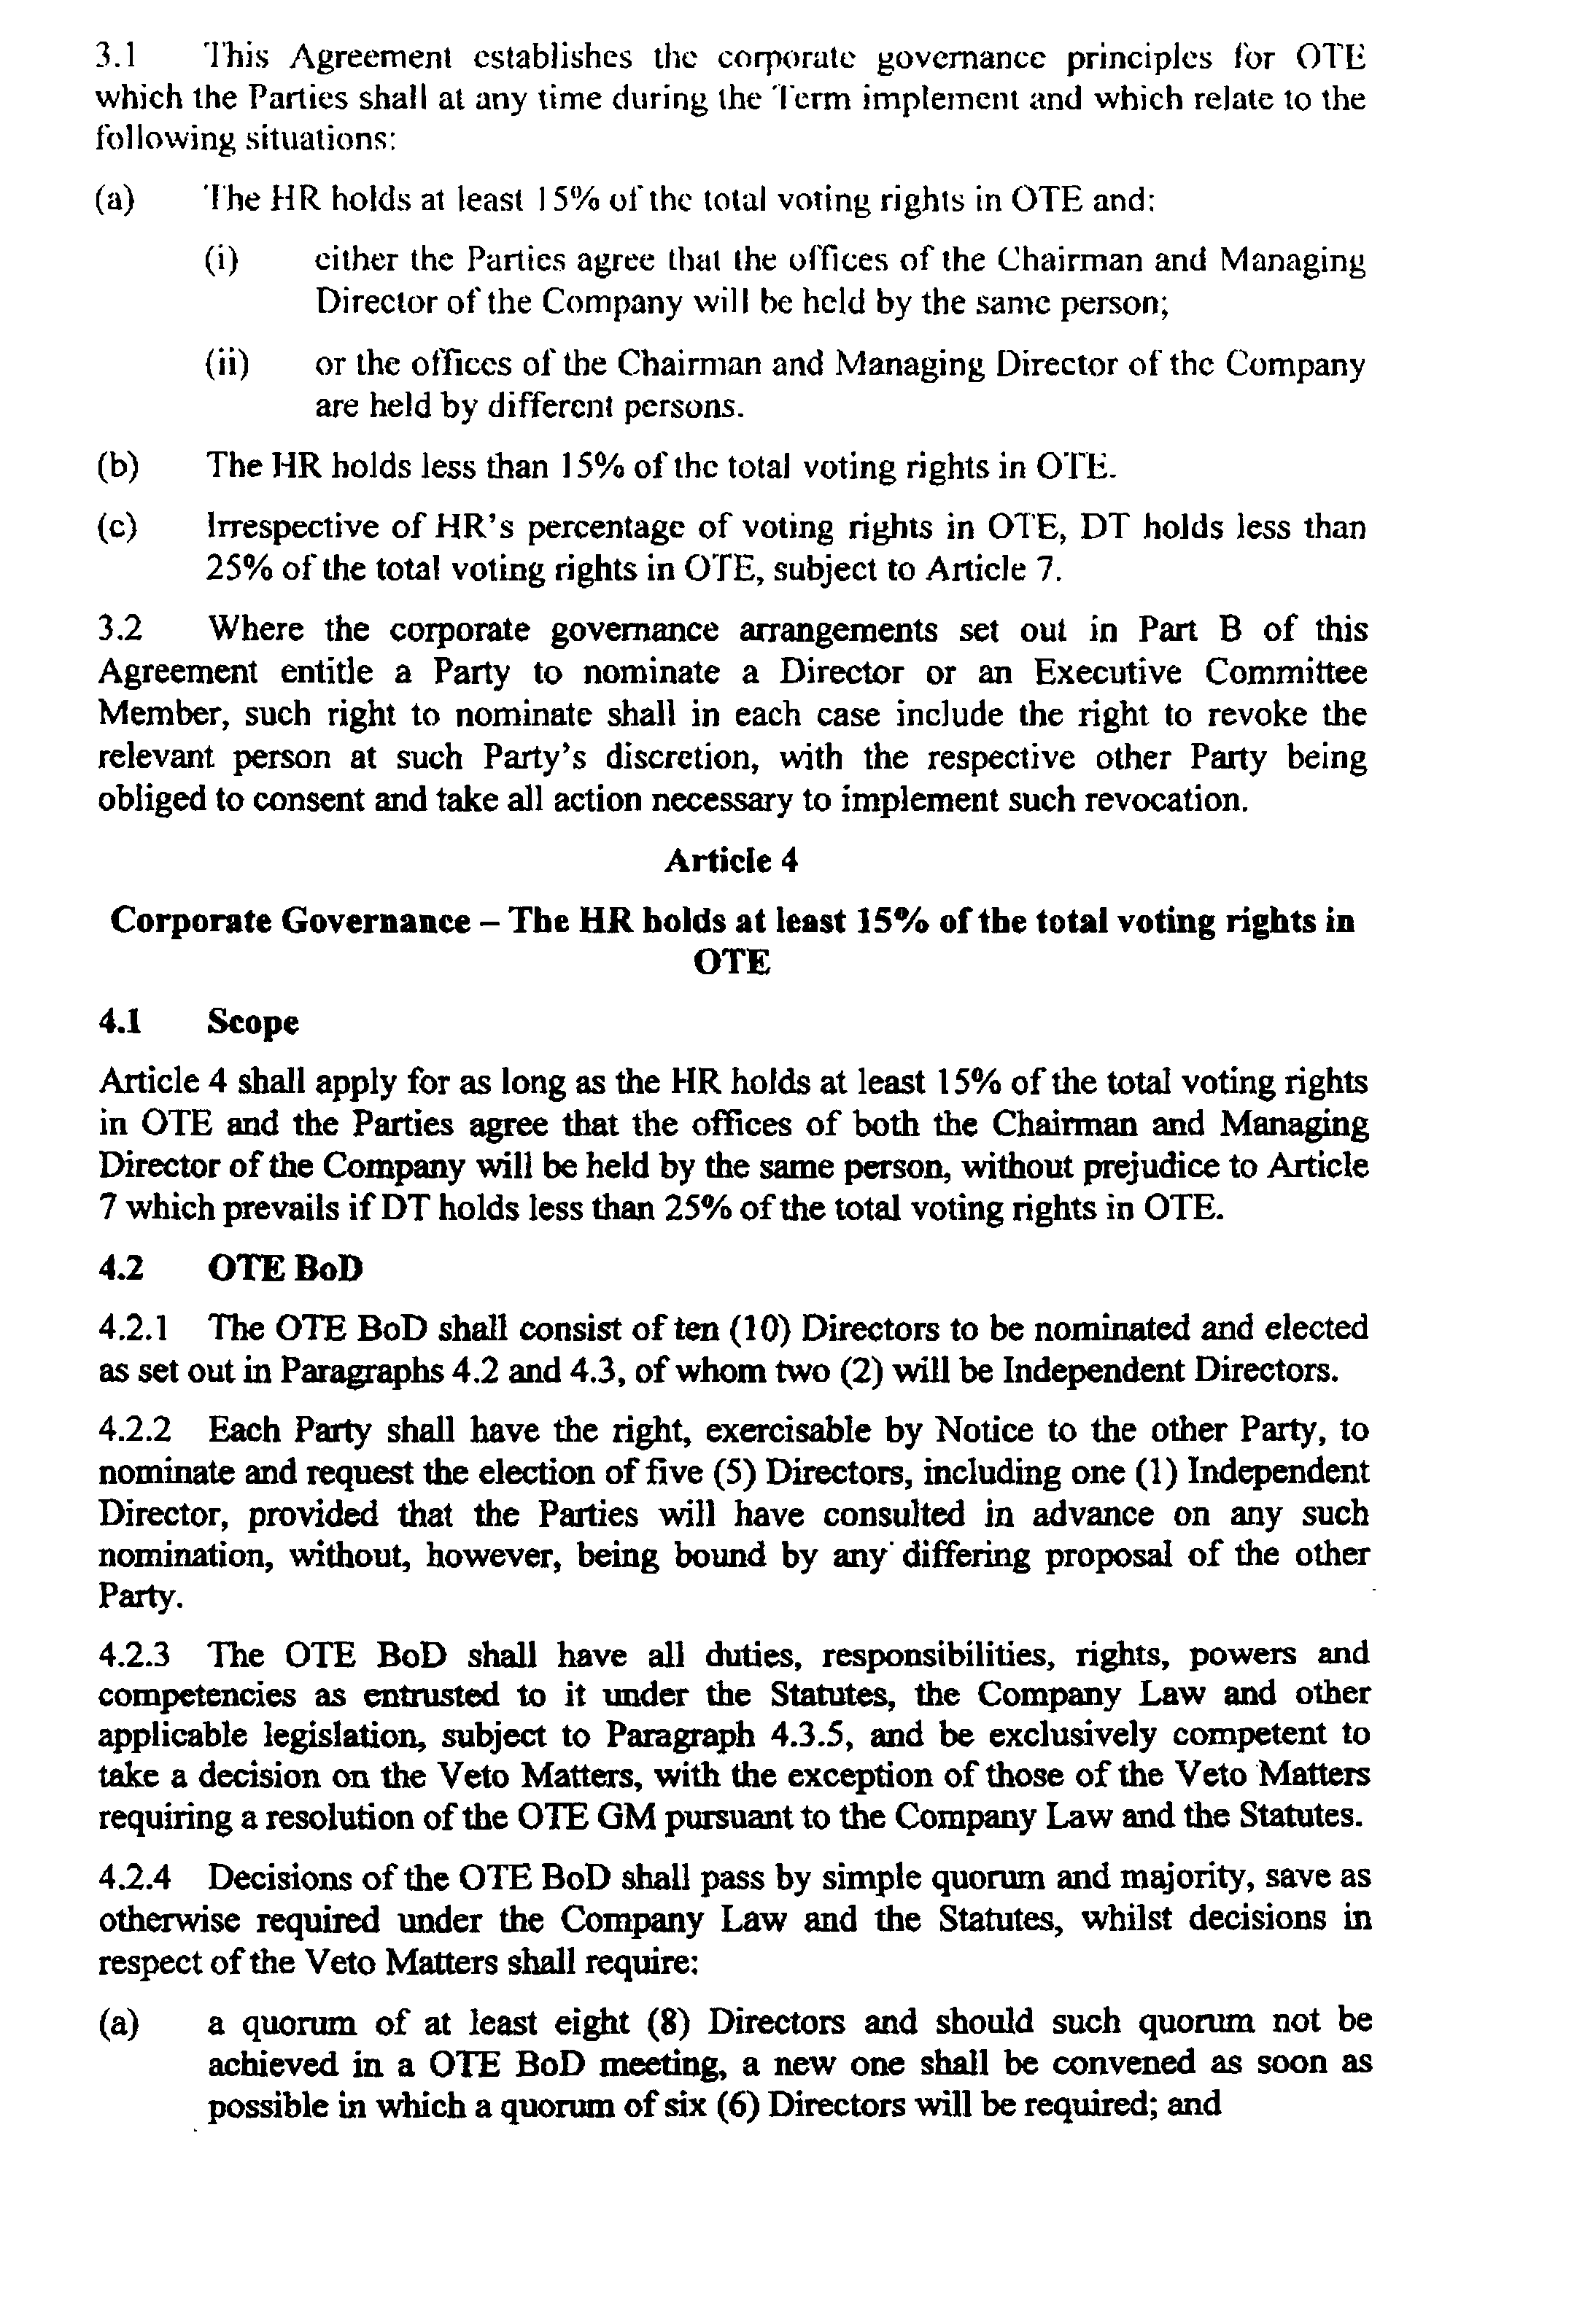 3.1 This Agreement establishes the corporate governance principles for OTE
which the Parties shall at any time during the Term implement and which relate to the
following situations:
(a) The HR holds at least 15% of the total voting rights in OTE and:
(i) either the Parties agree that the offices of the Chairman and Managing
Director of the Company will be held by the same person;
(ii) or the offices of the Chairman and Managing Director of the Company
are held by different persons.
(b) The HR holds less than 15% of the total voting rights in OTE.
(c) Irrespective of HR's percentage of voting rights in OTE, DT holds less than
25% of the total voting rights in OTE, subject to Article 7.
3.2 Where the corporate governance arrangements set out in Part B of this
Agreement entitle a Party to nominate a Director or an Executive Committee
Member, such right to nominate shall in each case include the right to revoke the
relevant person at such Party's discretion, with the respective other Party being
obliged to consent and take all action necessary to implement such revocation.
Article 4
Corporate Governance – The HR holds at least 15% of the total voting rights in
OTE
4.1 Scope
Article 4 shall apply for as long as the HR holds at least 15% of the total voting rights
in OTE and the Parties agree that the offices of both the Chairman and Managing
Director of the Company will be held by the same person, without prejudice to Article
7 which prevails if DT holds less than 25% of the total voting rights in OTE.
4.2 OTE BoD
4.2.1 The OTE BoD shall consist of ten (10) Directors to be nominated and elected
as set out in Paragraphs 4.2 and 4.3, of whom two (2) will be Independent Directors.
4.2.2 Each Party shall have the right, exercisable by Notice to the other Party, to
nominate and request the election of five (5) Directors, including one (1) Independent
Director, provided that the Parties will have consulted in advance on any such
nomination, without, however, being bound by any differing proposal of the other
Party.
4.2.3 The OTE BoD shall have all duties, responsibilities, rights, powers and
competencies as entrusted to it under the Statutes, the Company Law and other
applicable legislation, subject to Paragraph 4.3.5, and be exclusively competent to
take a decision on the Veto Matters, with the exception of those of the Veto Matters
requiring a resolution of the OTE GM pursuant to the Company Law and the Statutes.
4.2.4 Decisions of the OTE BoD shall pass by simple quorum and majority, save as
otherwise required under the Company Law and the Statutes, whilst decisions in
respect of the Veto Matters shall require:
(a) a quorum of at least eight (8) Directors and should such quorum not be
achieved in a OTE BoD meeting, a new one shall be convened as soon as
possible in which a quorum of six (6) Directors will be required; and